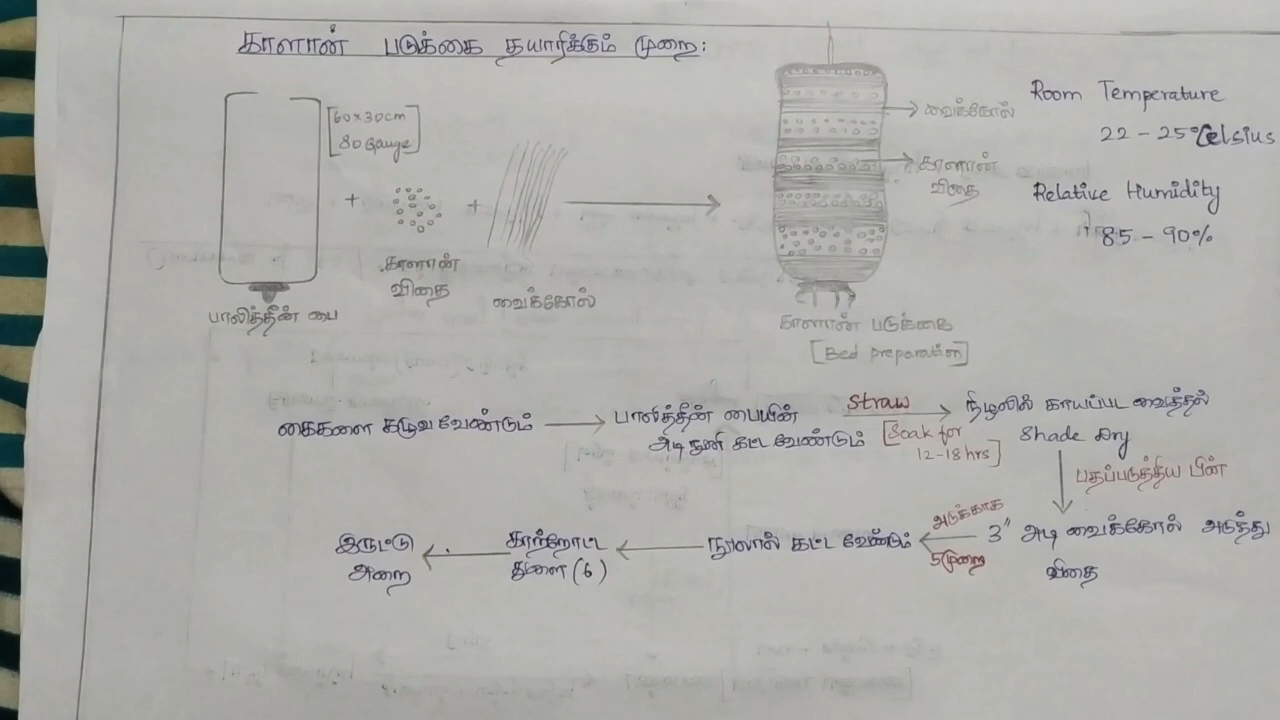 காளான் படுக்கை தயாரிக்கும் முறை:
[60x30cm
80 Gauge]
+
+
பாலித்தீன் பை
காளான்
விதை
வைக்கோல்
வைக்கோல்
காளான்
விதை
காளான் படுக்கை
[Bed preparation]
Room Temperature
22 - 25°Celsius
Relative Humidity
85 - 90%
கைகளை கழுவ வேண்டும்
பாலித்தீன் பையின்
அடி நுனி கட்ட வேண்டும்
Straw
[Soak for
12-18 hrs]
நிழலில் காயப்பட வைத்தல்
Shade Dry
பதப்படுத்திய பின்
3" அடி வைக்கோல் அடுத்து
விதை
அடுக்காக
5முறை
நூலால் கட்ட வேண்டும்
காற்றோட்ட
துளை (6)
இருட்டு
அறை